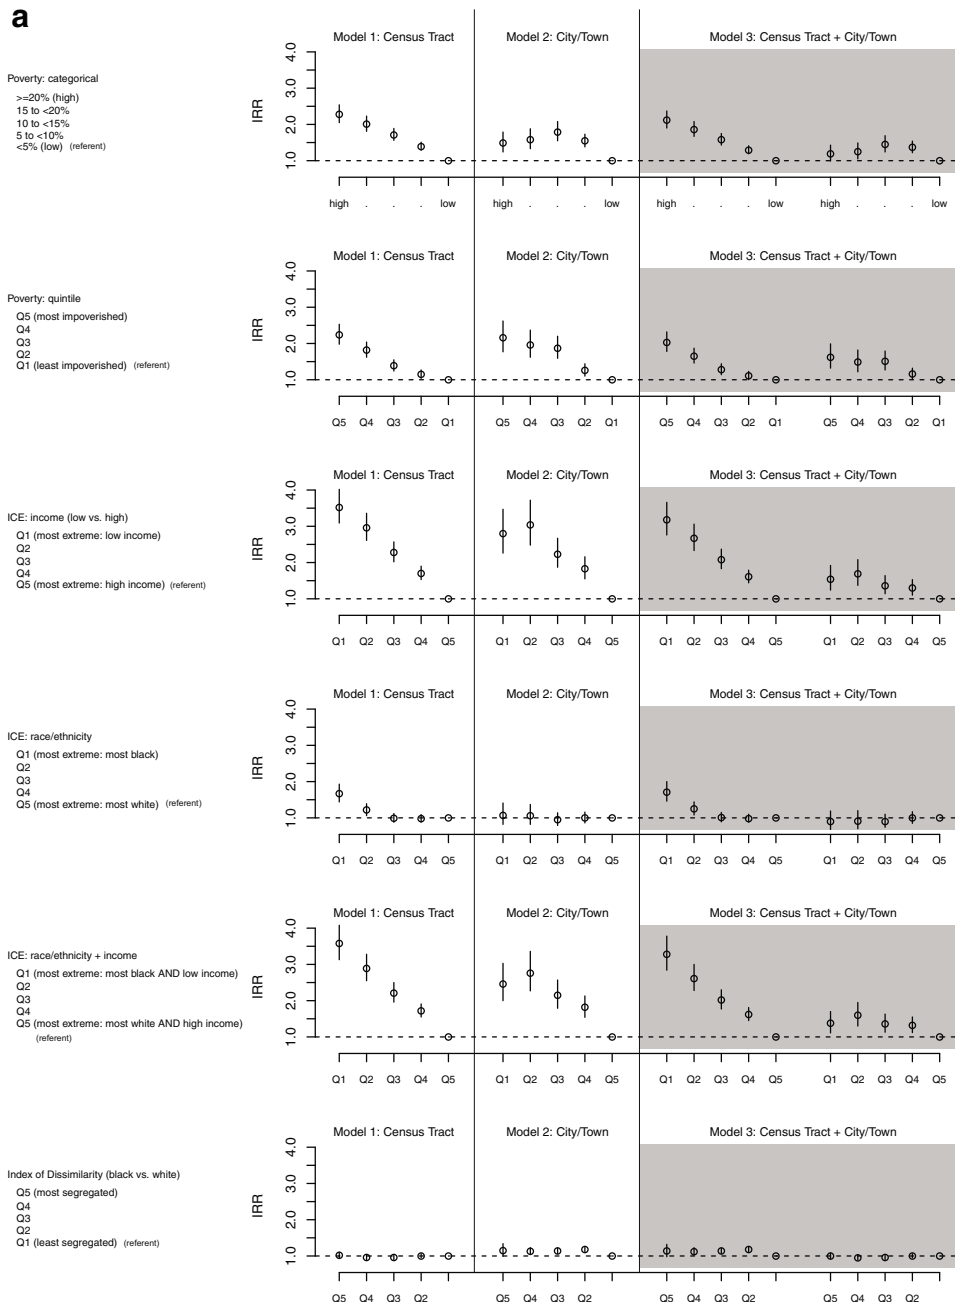 a
Model 1: Census Tract Model 2: City/Town Model 3: Census Tract + City/Town
Poverty: categorical
>=20% (high)
15 to <20%
10 to <15%
5 to <10%
<5% (low) (referent)
IRR
1.0 2.0 3.0 4.0
high . . . low high . . . low high . . . low high . . . low
Model 1: Census Tract Model 2: City/Town Model 3: Census Tract + City/Town
Poverty: quintile
Q5 (most impoverished)
Q4
Q3
Q2
Q1 (least impoverished) (referent)
IRR
1.0 2.0 3.0 4.0
Q5 Q4 Q3 Q2 Q1 Q5 Q4 Q3 Q2 Q1 Q5 Q4 Q3 Q2 Q1 Q5 Q4 Q3 Q2 Q1
Model 1: Census Tract Model 2: City/Town Model 3: Census Tract + City/Town
ICE: income (low vs. high)
Q1 (most extreme: low income)
Q2
Q3
Q4
Q5 (most extreme: high income) (referent)
IRR
1.0 2.0 3.0 4.0
Q1 Q2 Q3 Q4 Q5 Q1 Q2 Q3 Q4 Q5 Q1 Q2 Q3 Q4 Q5 Q1 Q2 Q3 Q4 Q5
Model 1: Census Tract Model 2: City/Town Model 3: Census Tract + City/Town
ICE: race/ethnicity
Q1 (most extreme: most black)
Q2
Q3
Q4
Q5 (most extreme: most white) (referent)
IRR
1.0 2.0 3.0 4.0
Q1 Q2 Q3 Q4 Q5 Q1 Q2 Q3 Q4 Q5 Q1 Q2 Q3 Q4 Q5 Q1 Q2 Q3 Q4 Q5
Model 1: Census Tract Model 2: City/Town Model 3: Census Tract + City/Town
ICE: race/ethnicity + income
Q1 (most extreme: most black AND low income)
Q2
Q3
Q4
Q5 (most extreme: most white AND high income)
(referent)
IRR
1.0 2.0 3.0 4.0
Q1 Q2 Q3 Q4 Q5 Q1 Q2 Q3 Q4 Q5 Q1 Q2 Q3 Q4 Q5 Q1 Q2 Q3 Q4 Q5
Model 1: Census Tract Model 2: City/Town Model 3: Census Tract + City/Town
Index of Dissimilarity (black vs. white)
Q5 (most segregated)
Q4
Q3
Q2
Q1 (least segregated) (referent)
IRR
1.0 2.0 3.0 4.0
Q5 Q4 Q3 Q2 Q5 Q4 Q3 Q2 Q5 Q4 Q3 Q2 Q5 Q4 Q3 Q2